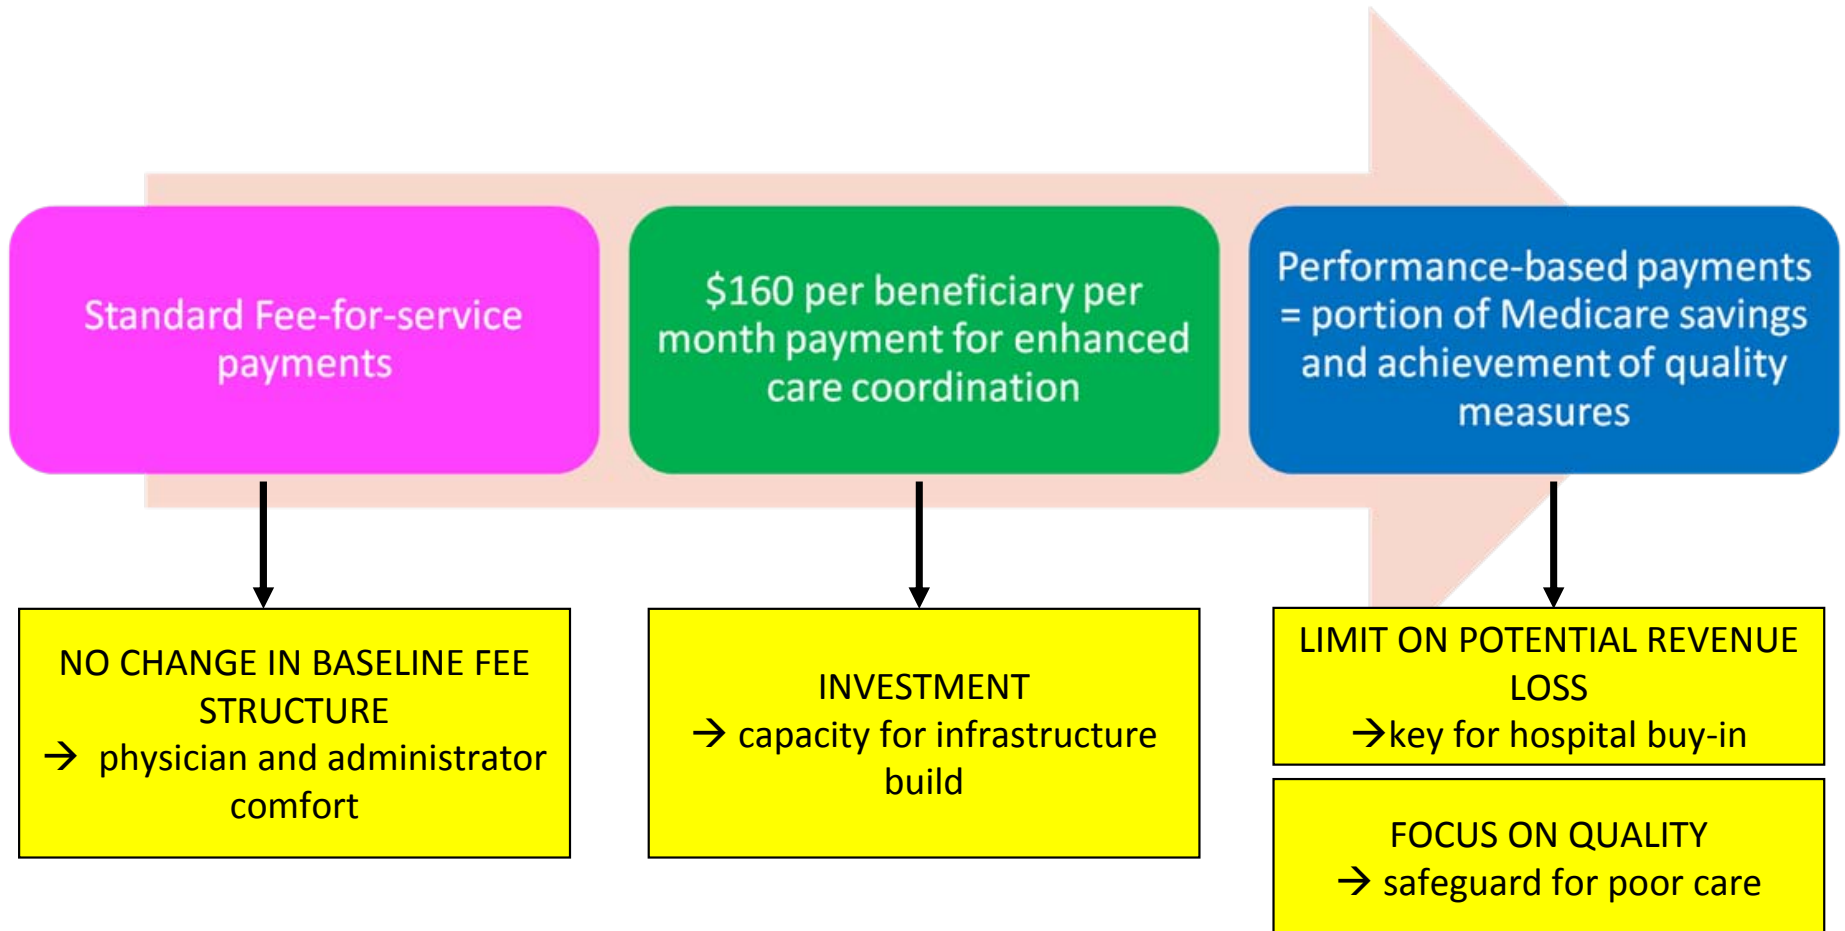 Standard Fee-for-service
payments
$160 per beneficiary per
month payment for enhanced
care coordination
Performance-based payments
= portion of Medicare savings
and achievement of quality
measures
NO CHANGE IN BASELINE FEE
STRUCTURE
→ physician and administrator
comfort
INVESTMENT
→ capacity for infrastructure
build
LIMIT ON POTENTIAL REVENUE
LOSS
→key for hospital buy-in
FOCUS ON QUALITY
→ safeguard for poor care